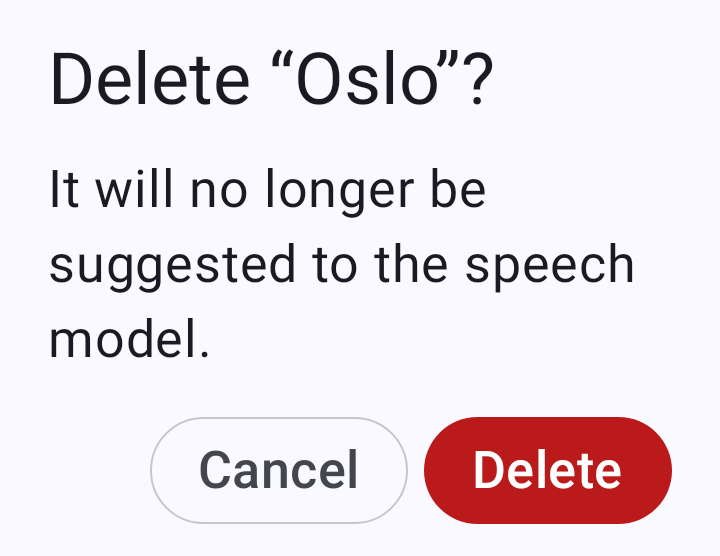 Delete “Oslo”?
It will no longer be
suggested to the speech
model.
Cancel
Delete